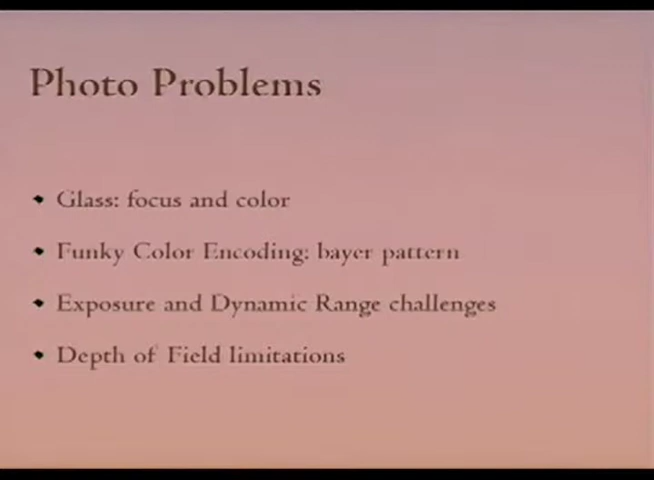 Photo Problems
Glass: focus and color
Funky Color Encoding: bayer pattern
Exposure and Dynamic Range challenges
Depth of Field limitations